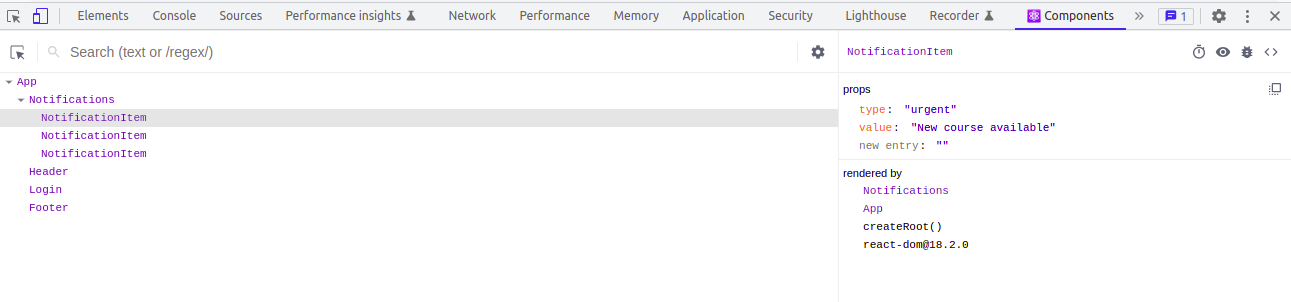 Elements Console Sources Performance insights Network Performance Memory Application Security Lighthouse Recorder Components » 1
Search (text or /regex/)
NotificationItem
App
Notifications
NotificationItem
NotificationItem
NotificationItem
Header
Login
Footer
props
type: "urgent"
value: "New course available"
new entry: ""
rendered by
Notifications
App
createRoot()
react-dom@18.2.0